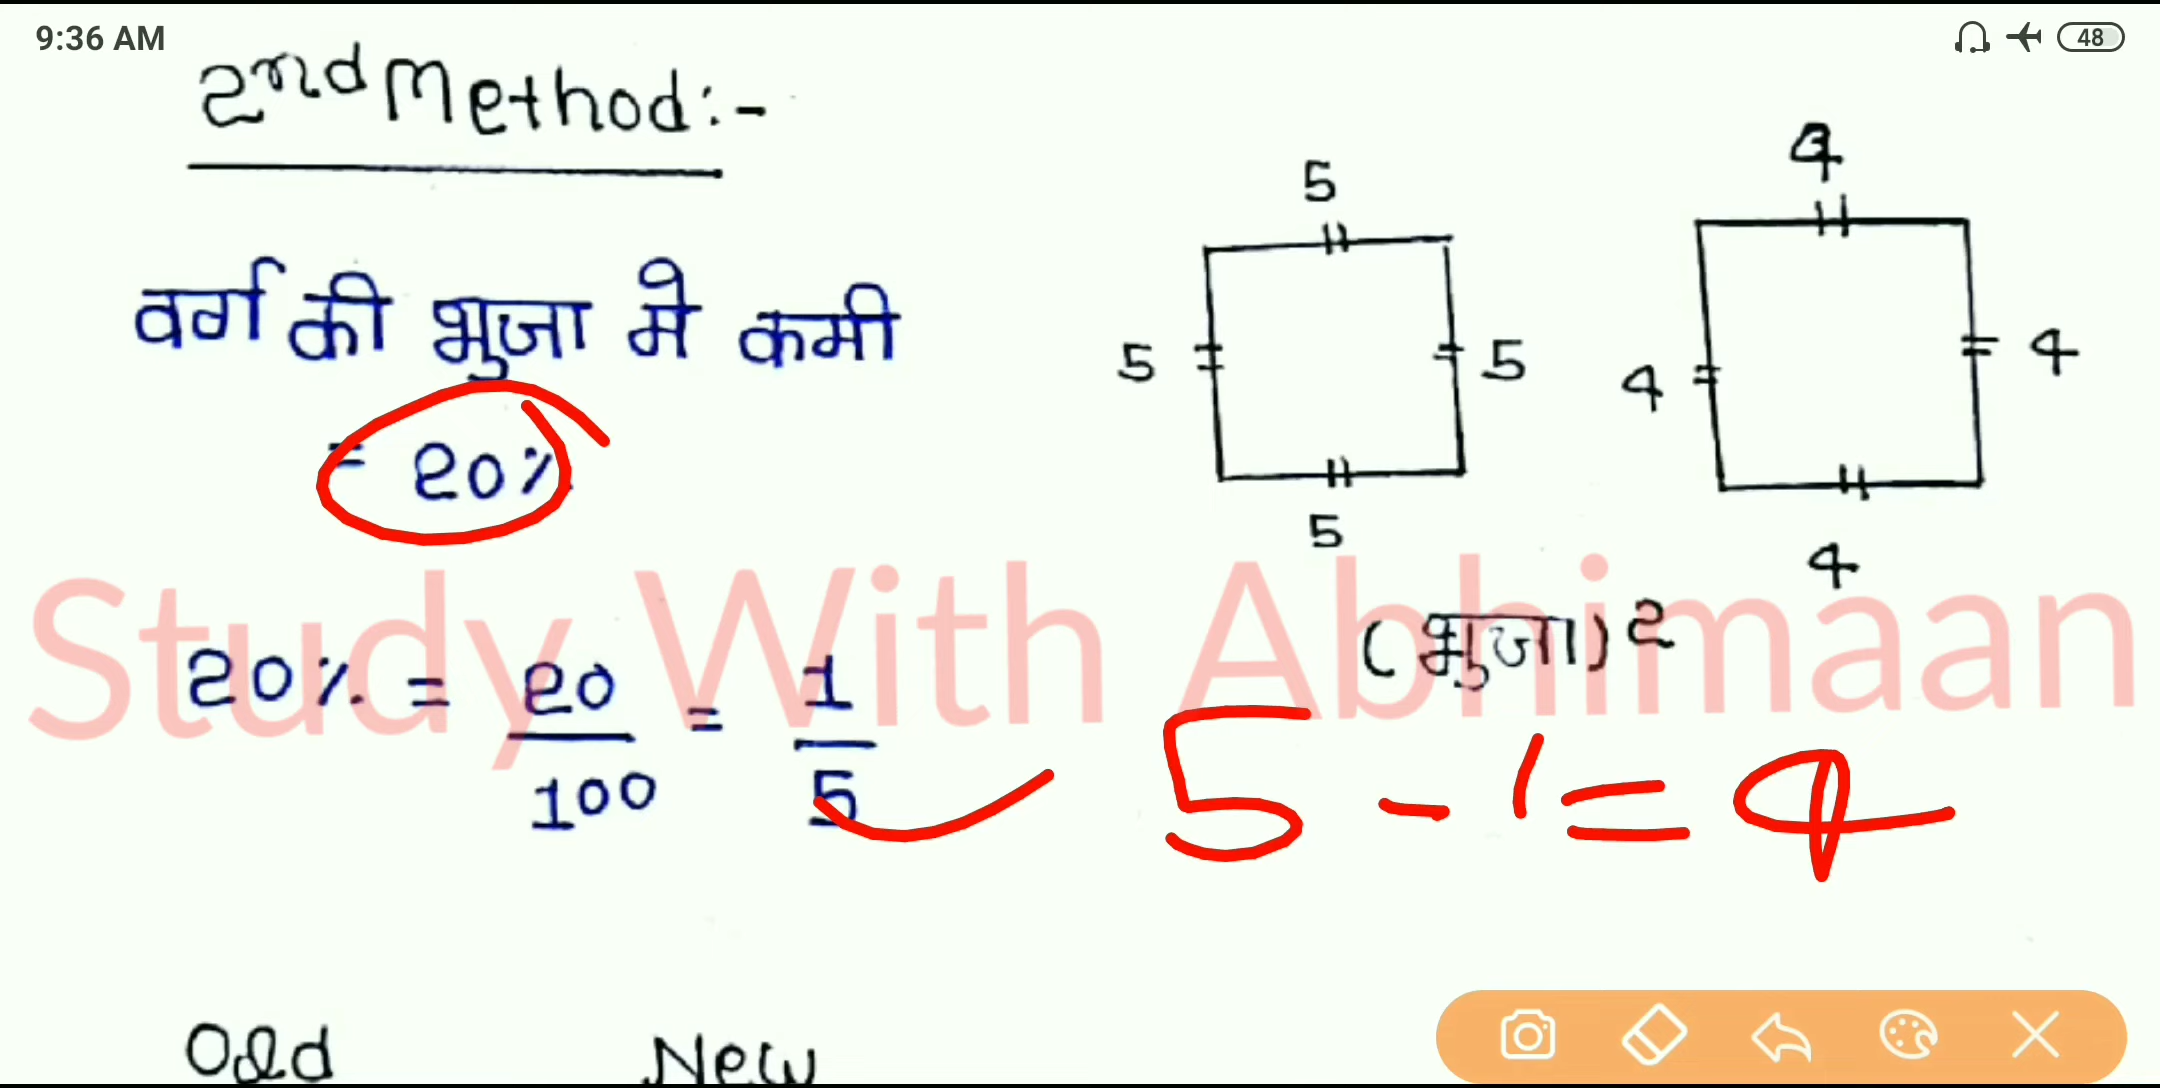 9:36 AM
48
2nd Method:-
वर्ग की भुजा मे कमी
= 20%
20% = 20/100 = 1/5
5
5
5
5
4
4
4
4
(भुजा)²
5 - 1 = 4
Study With Abhimaan
Old New